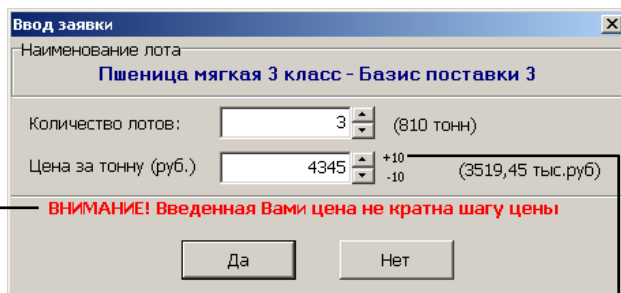 Ввод заявки
Наименование лота
Пшеница мягкая 3 класс - Базис поставки 3
Количество лотов: 3 (810 тонн)
Цена за тонну (руб.) 4345 +10 -10 (3519,45 тыс.руб)
ВНИМАНИЕ! Введенная Вами цена не кратна шагу цены
Да Нет